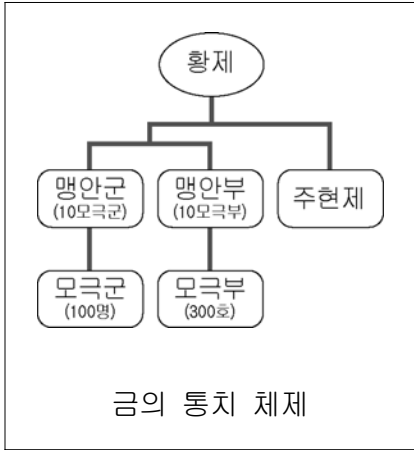 황제
맹안군
(10모극군)
맹안부
(10모극부)
주현제
모극군
(100명)
모극부
(300호)
금의 통치 체제